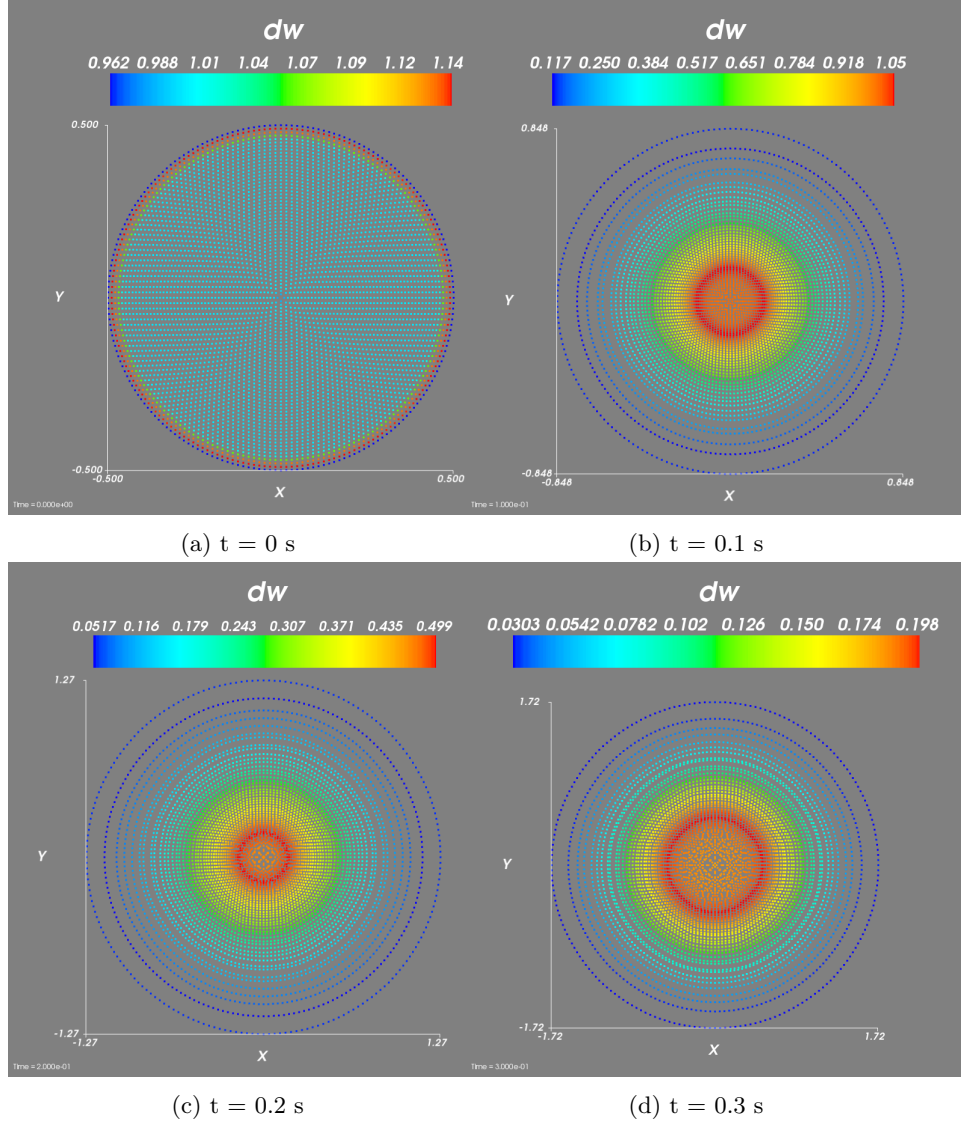 dw
0.962 0.988 1.01 1.04 1.07 1.09 1.12 1.14
0.500
Y
-0.500
-0.500 0.500
X
Time = 0.000e+00
(a) t = 0 s
dw
0.117 0.250 0.384 0.517 0.651 0.784 0.918 1.05
0.848
Y
-0.848
-0.848 0.848
X
Time = 1.000e-01
(b) t = 0.1 s
dw
0.0517 0.116 0.179 0.243 0.307 0.371 0.435 0.499
1.27
Y
-1.27
-1.27 1.27
X
Time = 2.000e-01
(c) t = 0.2 s
dw
0.0303 0.0542 0.0782 0.102 0.126 0.150 0.174 0.198
1.72
Y
-1.72
-1.72 1.72
X
Time = 3.000e-01
(d) t = 0.3 s